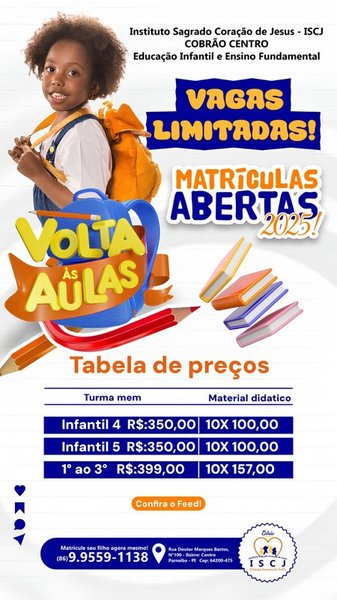 Instituto Sagrado Coração de Jesus - ISCJ
COBRÃO CENTRO
Educação Infantil e Ensino Fundamental
VAGAS
LIMITADAS!
MATRÍCULAS
ABERTAS
2025!
VOLTA
ÀS
AULAS
Tabela de preços
Turma mem Material didatico
Infantil 4 R$:350,00 10X 100,00
Infantil 5 R$:350,00 10X 100,00
1° ao 3° R$:399,00 10X 157,00
Confira o Feed!
Matricule seu filho agora mesmo!
(86) 9.9559-1138
Rua Doutor Marques Bastos,
N°100 - Bairro: Centro
Parnaíba - PI Cep: 64200-475
ISCJ